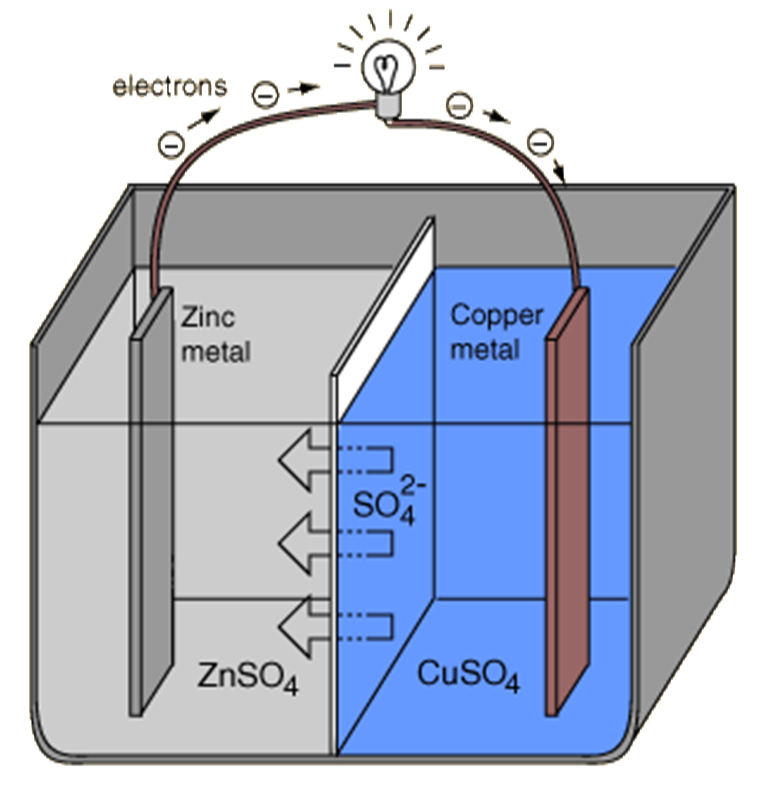 electrons
Zinc
metal
Copper
metal
SO₄²⁻
ZnSO₄
CuSO₄